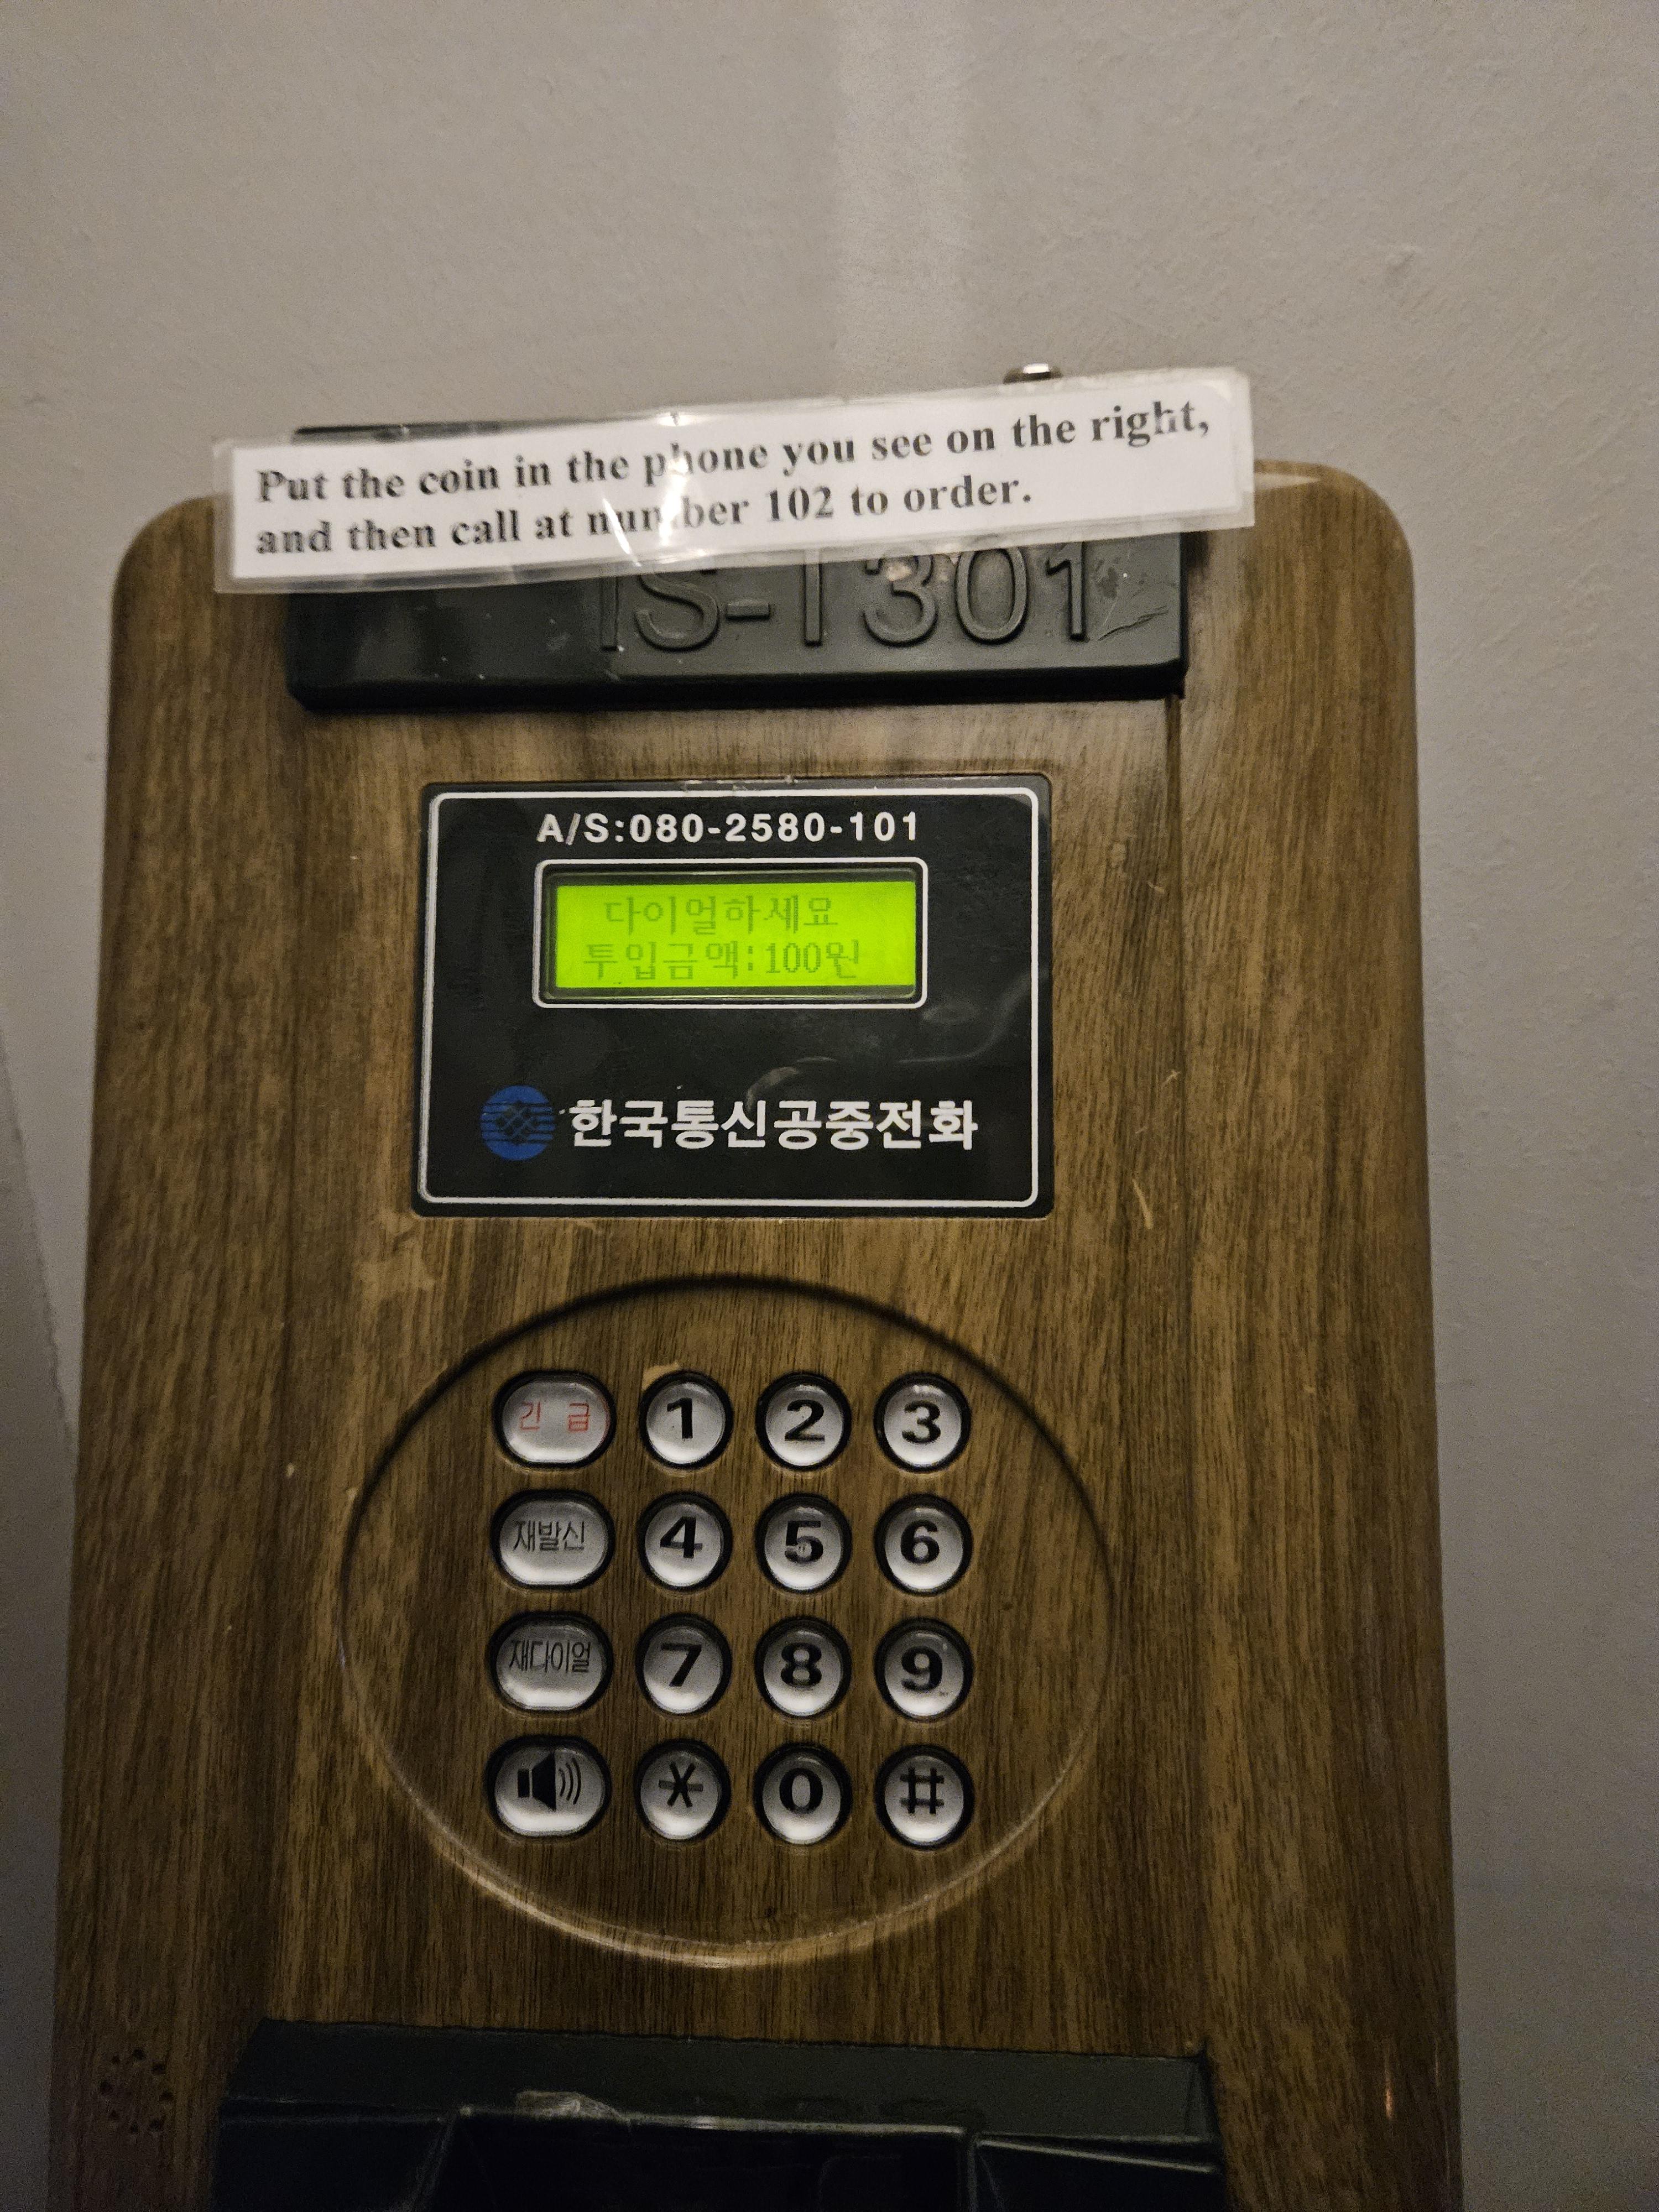 Put the coin in the phone you see on the right,
and then call at number 102 to order.
IS-1301
A/S:080-2580-101
다이얼하세요
투입금액:100원
한국통신공중전화
긴 급 1 2 3
재발신 4 5 6
재다이얼 7 8 9
* 0 #